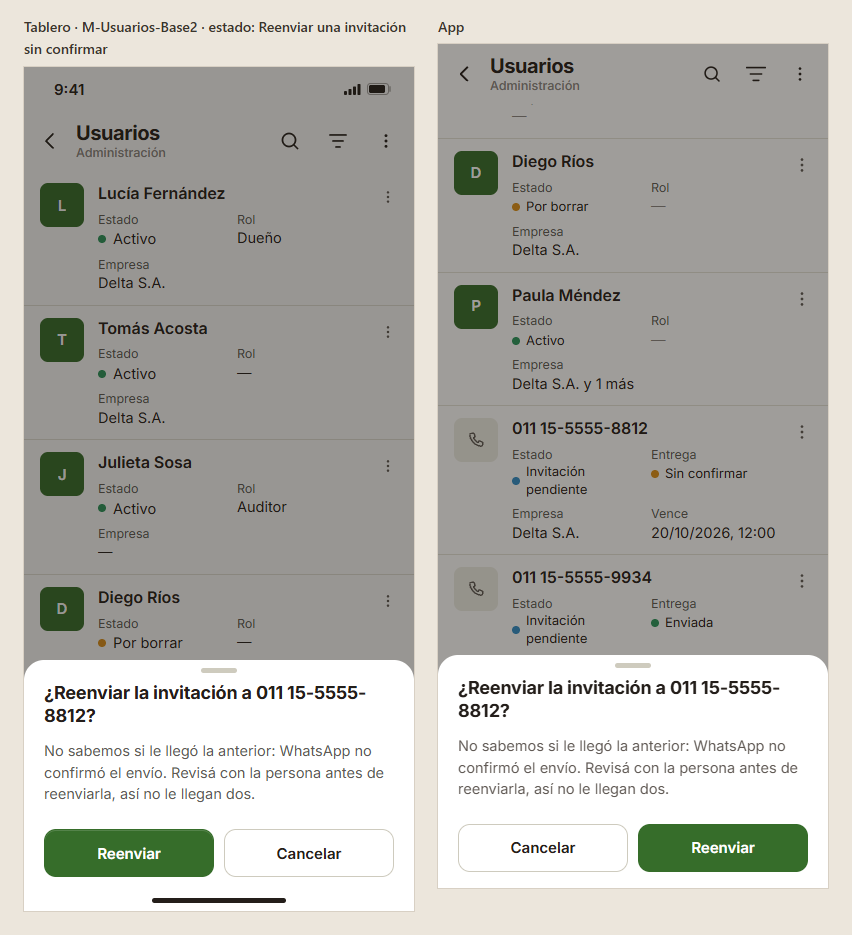 Tablero · M-Usuarios-Base2 · estado: Reenviar una invitación
sin confirmar
9:41
Usuarios
Administración
L
Lucía Fernández
Estado
Rol
Activo
Dueño
Empresa
Delta S.A.
T
Tomás Acosta
Estado
Rol
Activo
—
Empresa
Delta S.A.
J
Julieta Sosa
Estado
Rol
Activo
Auditor
Empresa
—
D
Diego Ríos
Estado
Rol
Por borrar
—
¿Reenviar la invitación a 011 15-5555-
8812?
No sabemos si le llegó la anterior: WhatsApp no
confirmó el envío. Revisá con la persona antes de
reenviarla, así no le llegan dos.
Reenviar
Cancelar
App
Usuarios
Administración
—
D
Diego Ríos
Estado
Rol
Por borrar
—
Empresa
Delta S.A.
P
Paula Méndez
Estado
Rol
Activo
—
Empresa
Delta S.A. y 1 más
011 15-5555-8812
Estado
Entrega
Invitación
pendiente
Sin confirmar
Empresa
Vence
Delta S.A.
20/10/2026, 12:00
011 15-5555-9934
Estado
Entrega
Invitación
pendiente
Enviada
¿Reenviar la invitación a 011 15-5555-
8812?
No sabemos si le llegó la anterior: WhatsApp no
confirmó el envío. Revisá con la persona antes de
reenviarla, así no le llegan dos.
Cancelar
Reenviar